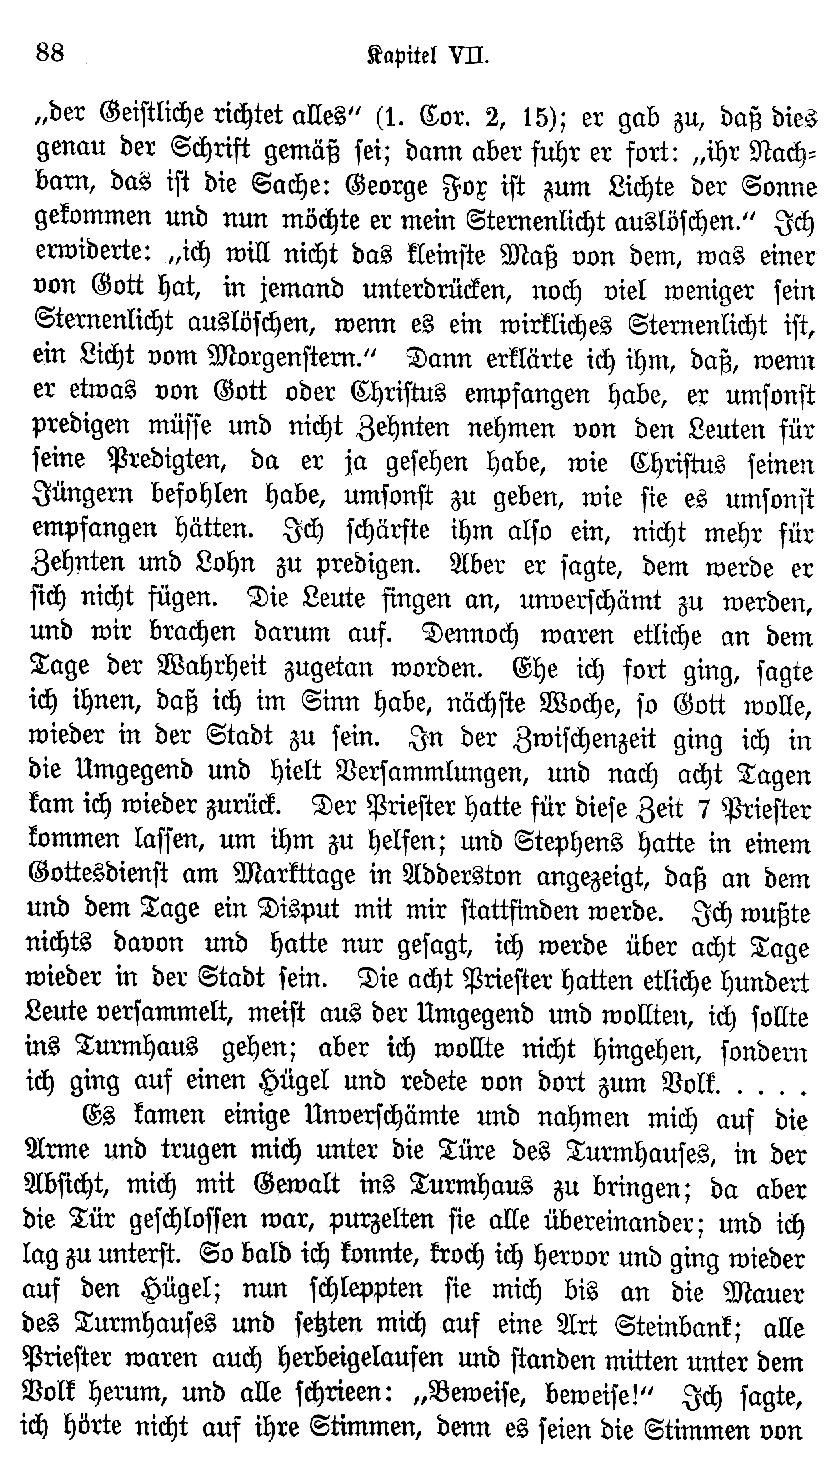 88 Kapitel VII.
„der Geistliche richtet alles“ (1. Cor. 2, 15); er gab zu, daß dies
genau der Schrift gemäß sei; dann aber fuhr er fort: „ihr Nach-
barn, das ist die Sache: George Fox ist zum Lichte der Sonne
gekommen und nun möchte er mein Sternenlicht auslöschen.“ Ich
erwiderte: „ich will nicht das kleinste Maß von dem, was einer
von Gott hat, in jemand unterdrücken, noch viel weniger sein
Sternenlicht auslöschen, wenn es ein wirkliches Sternenlicht ist,
ein Licht vom Morgenstern.“ Dann erklärte ich ihm, daß, wenn
er etwas von Gott oder Christus empfangen habe, er umsonst
predigen müsse und nicht Zehnten nehmen von den Leuten für
seine Predigten, da er ja gesehen habe, wie Christus seinen
Jüngern befohlen habe, umsonst zu geben, wie sie es umsonst
empfangen hätten. Ich schärfte ihm also ein, nicht mehr für
Zehnten und Lohn zu predigen. Aber er sagte, dem werde er
sich nicht fügen. Die Leute fingen an, unverschämt zu werden,
und wir brachen darum auf. Dennoch waren etliche an dem
Tage der Wahrheit zugetan worden. Ehe ich fort ging, sagte
ich ihnen, daß ich im Sinn habe, nächste Woche, so Gott wolle,
wieder in der Stadt zu sein. In der Zwischenzeit ging ich in
die Umgegend und hielt Versammlungen, und nach acht Tagen
kam ich wieder zurück. Der Priester hatte für diese Zeit 7 Priester
kommen lassen, um ihm zu helfen; und Stephens hatte in einem
Gottesdienst am Markttage in Adderston angezeigt, daß an dem
und dem Tage ein Disput mit mir stattfinden werde. Ich wußte
nichts davon und hatte nur gesagt, ich werde über acht Tage
wieder in der Stadt sein. Die acht Priester hatten etliche hundert
Leute versammelt, meist aus der Umgegend und wollten, ich sollte
ins Turmhaus gehen; aber ich wollte nicht hingehen, sondern
ich ging auf einen Hügel und redete von dort zum Volk. . . . .
Es kamen einige Unverschämte und nahmen mich auf die
Arme und trugen mich unter die Türe des Turmhauses, in der
Absicht, mich mit Gewalt ins Turmhaus zu bringen; da aber
die Tür geschlossen war, purzelten sie alle übereinander; und ich
lag zu unterst. So bald ich konnte, kroch ich hervor und ging wieder
auf den Hügel; nun schleppten sie mich bis an die Mauer
des Turmhauses und setzten mich auf eine Art Steinbank; alle
Priester waren auch herbeigelaufen und standen mitten unter dem
Volk herum, und alle schrieen: „Beweise, beweise!“ Ich sagte,
ich hörte nicht auf ihre Stimmen, denn es seien die Stimmen von